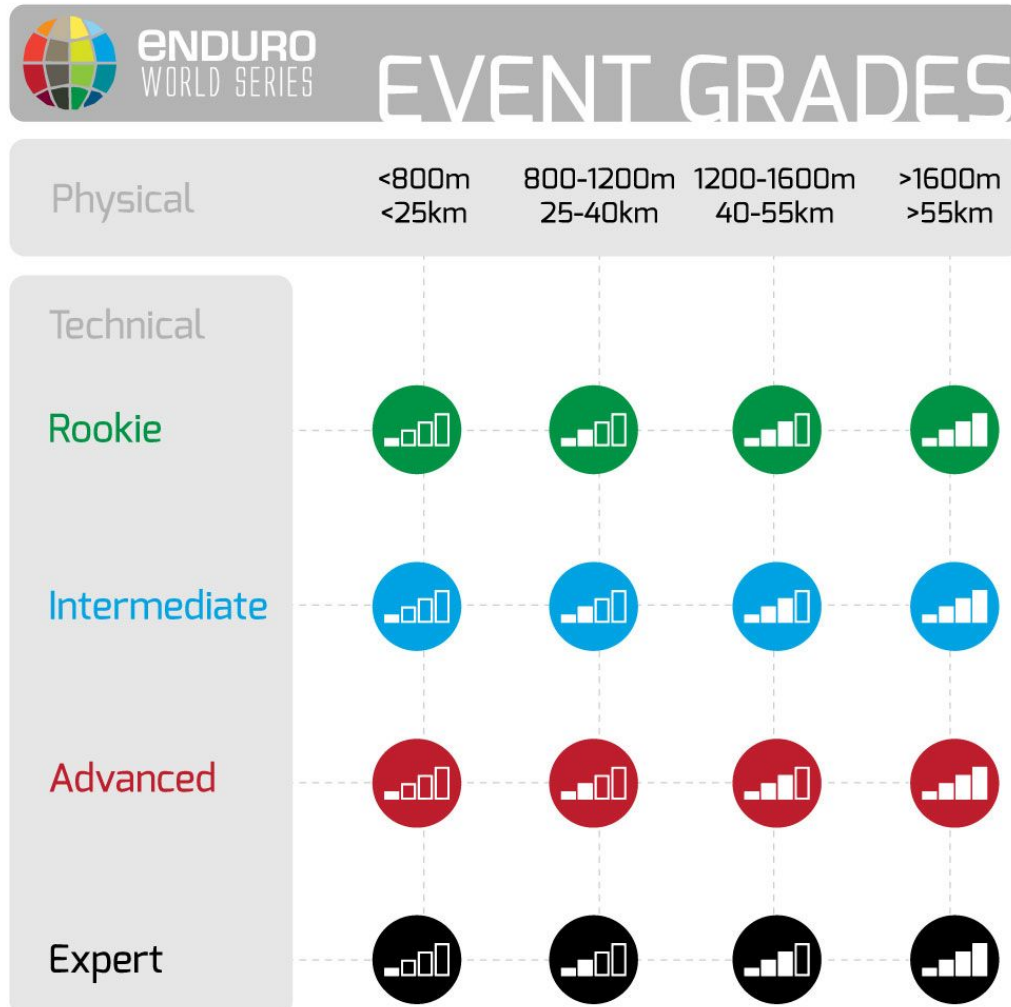 ENDURO
WORLD SERIES
EVENT GRADES
Physical
<800m 800-1200m 1200-1600m >1600m
<25km 25-40km 40-55km >55km
Technical
Rookie
Intermediate
Advanced
Expert